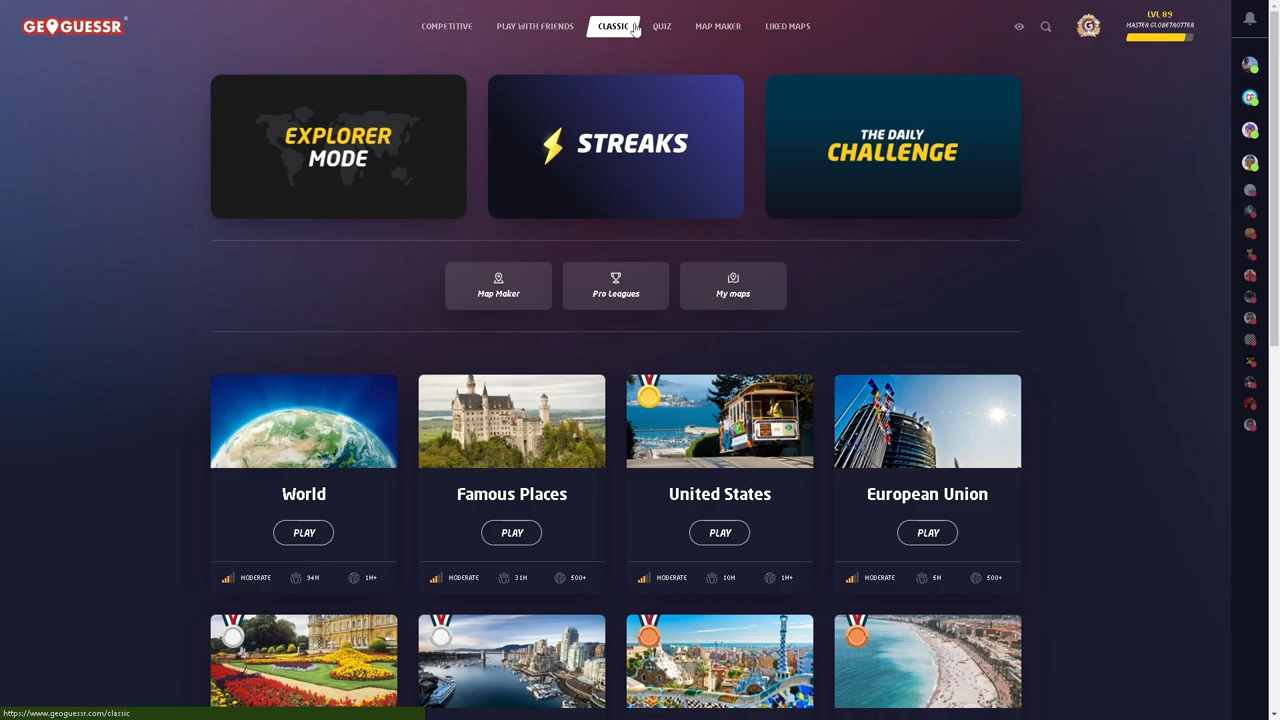 GEOGUESSR
COMPETITIVE
PLAY WITH FRIENDS
CLASSIC
QUIZ
MAP MAKER
LIKED MAPS
LVL 89
MASTER GLOBETROTTER
EXPLORER
MODE
STREAKS
THE DAILY
CHALLENGE
Map Maker
Pro Leagues
My maps
World
Famous Places
United States
European Union
PLAY
PLAY
PLAY
PLAY
MODERATE 94M 1M+
MODERATE 31M 500+
MODERATE 10M 1M+
MODERATE 5M 500+
https://www.geoguessr.com/classic